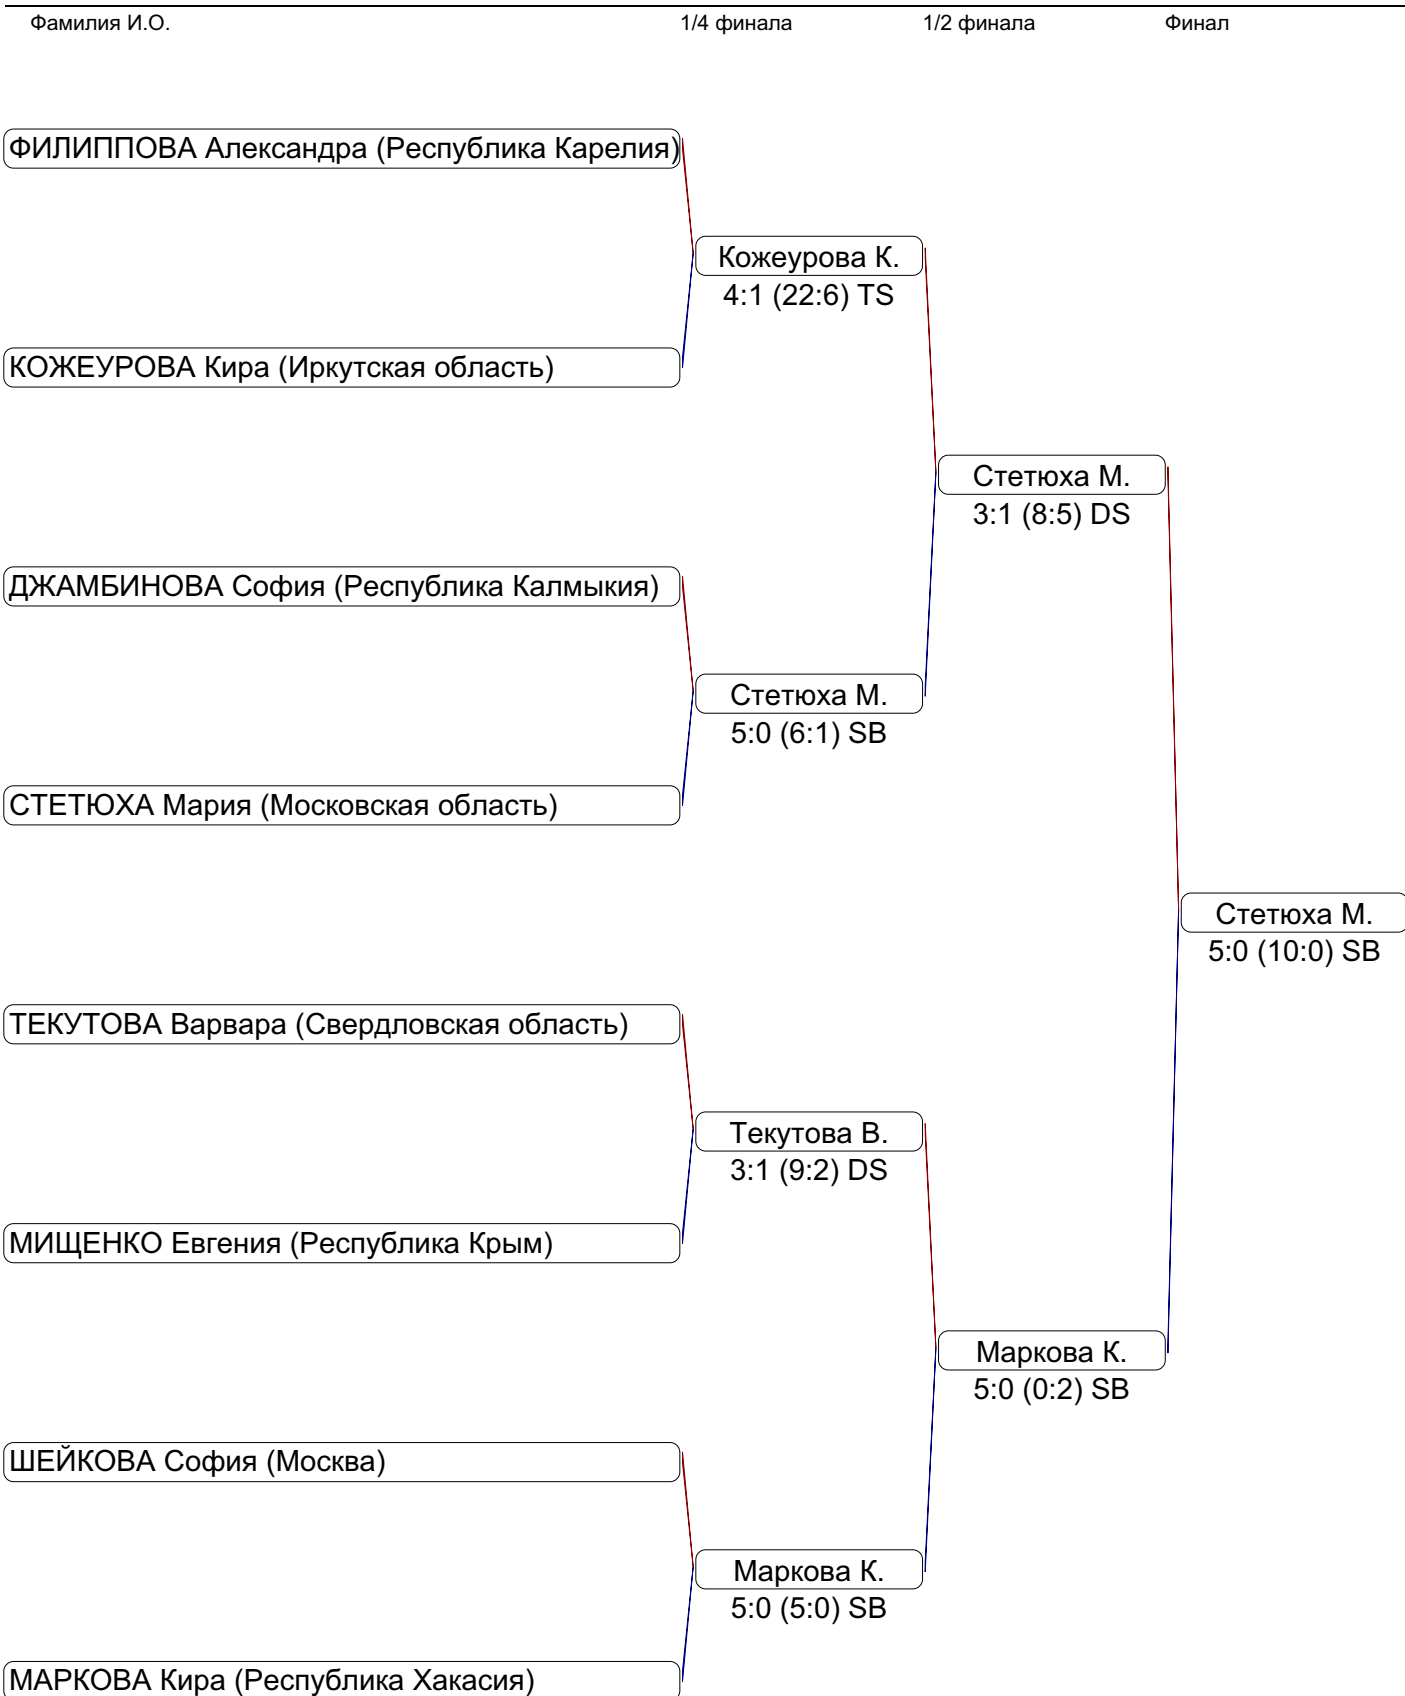 Фамилия И.О. 1/4 финала 1/2 финала Финал
ФИЛИППОВА Александра (Республика Карелия)
Кожеурова К.
4:1 (22:6) TS
КОЖЕУРОВА Кира (Иркутская область)
Стетюха М.
3:1 (8:5) DS
ДЖАМБИНОВА София (Республика Калмыкия)
Стетюха М.
5:0 (6:1) SB
СТЕТЮХА Мария (Московская область)
Стетюха М.
5:0 (10:0) SB
ТЕКУТОВА Варвара (Свердловская область)
Текутова В.
3:1 (9:2) DS
МИЩЕНКО Евгения (Республика Крым)
Маркова К.
5:0 (0:2) SB
ШЕЙКОВА София (Москва)
Маркова К.
5:0 (5:0) SB
МАРКОВА Кира (Республика Хакасия)